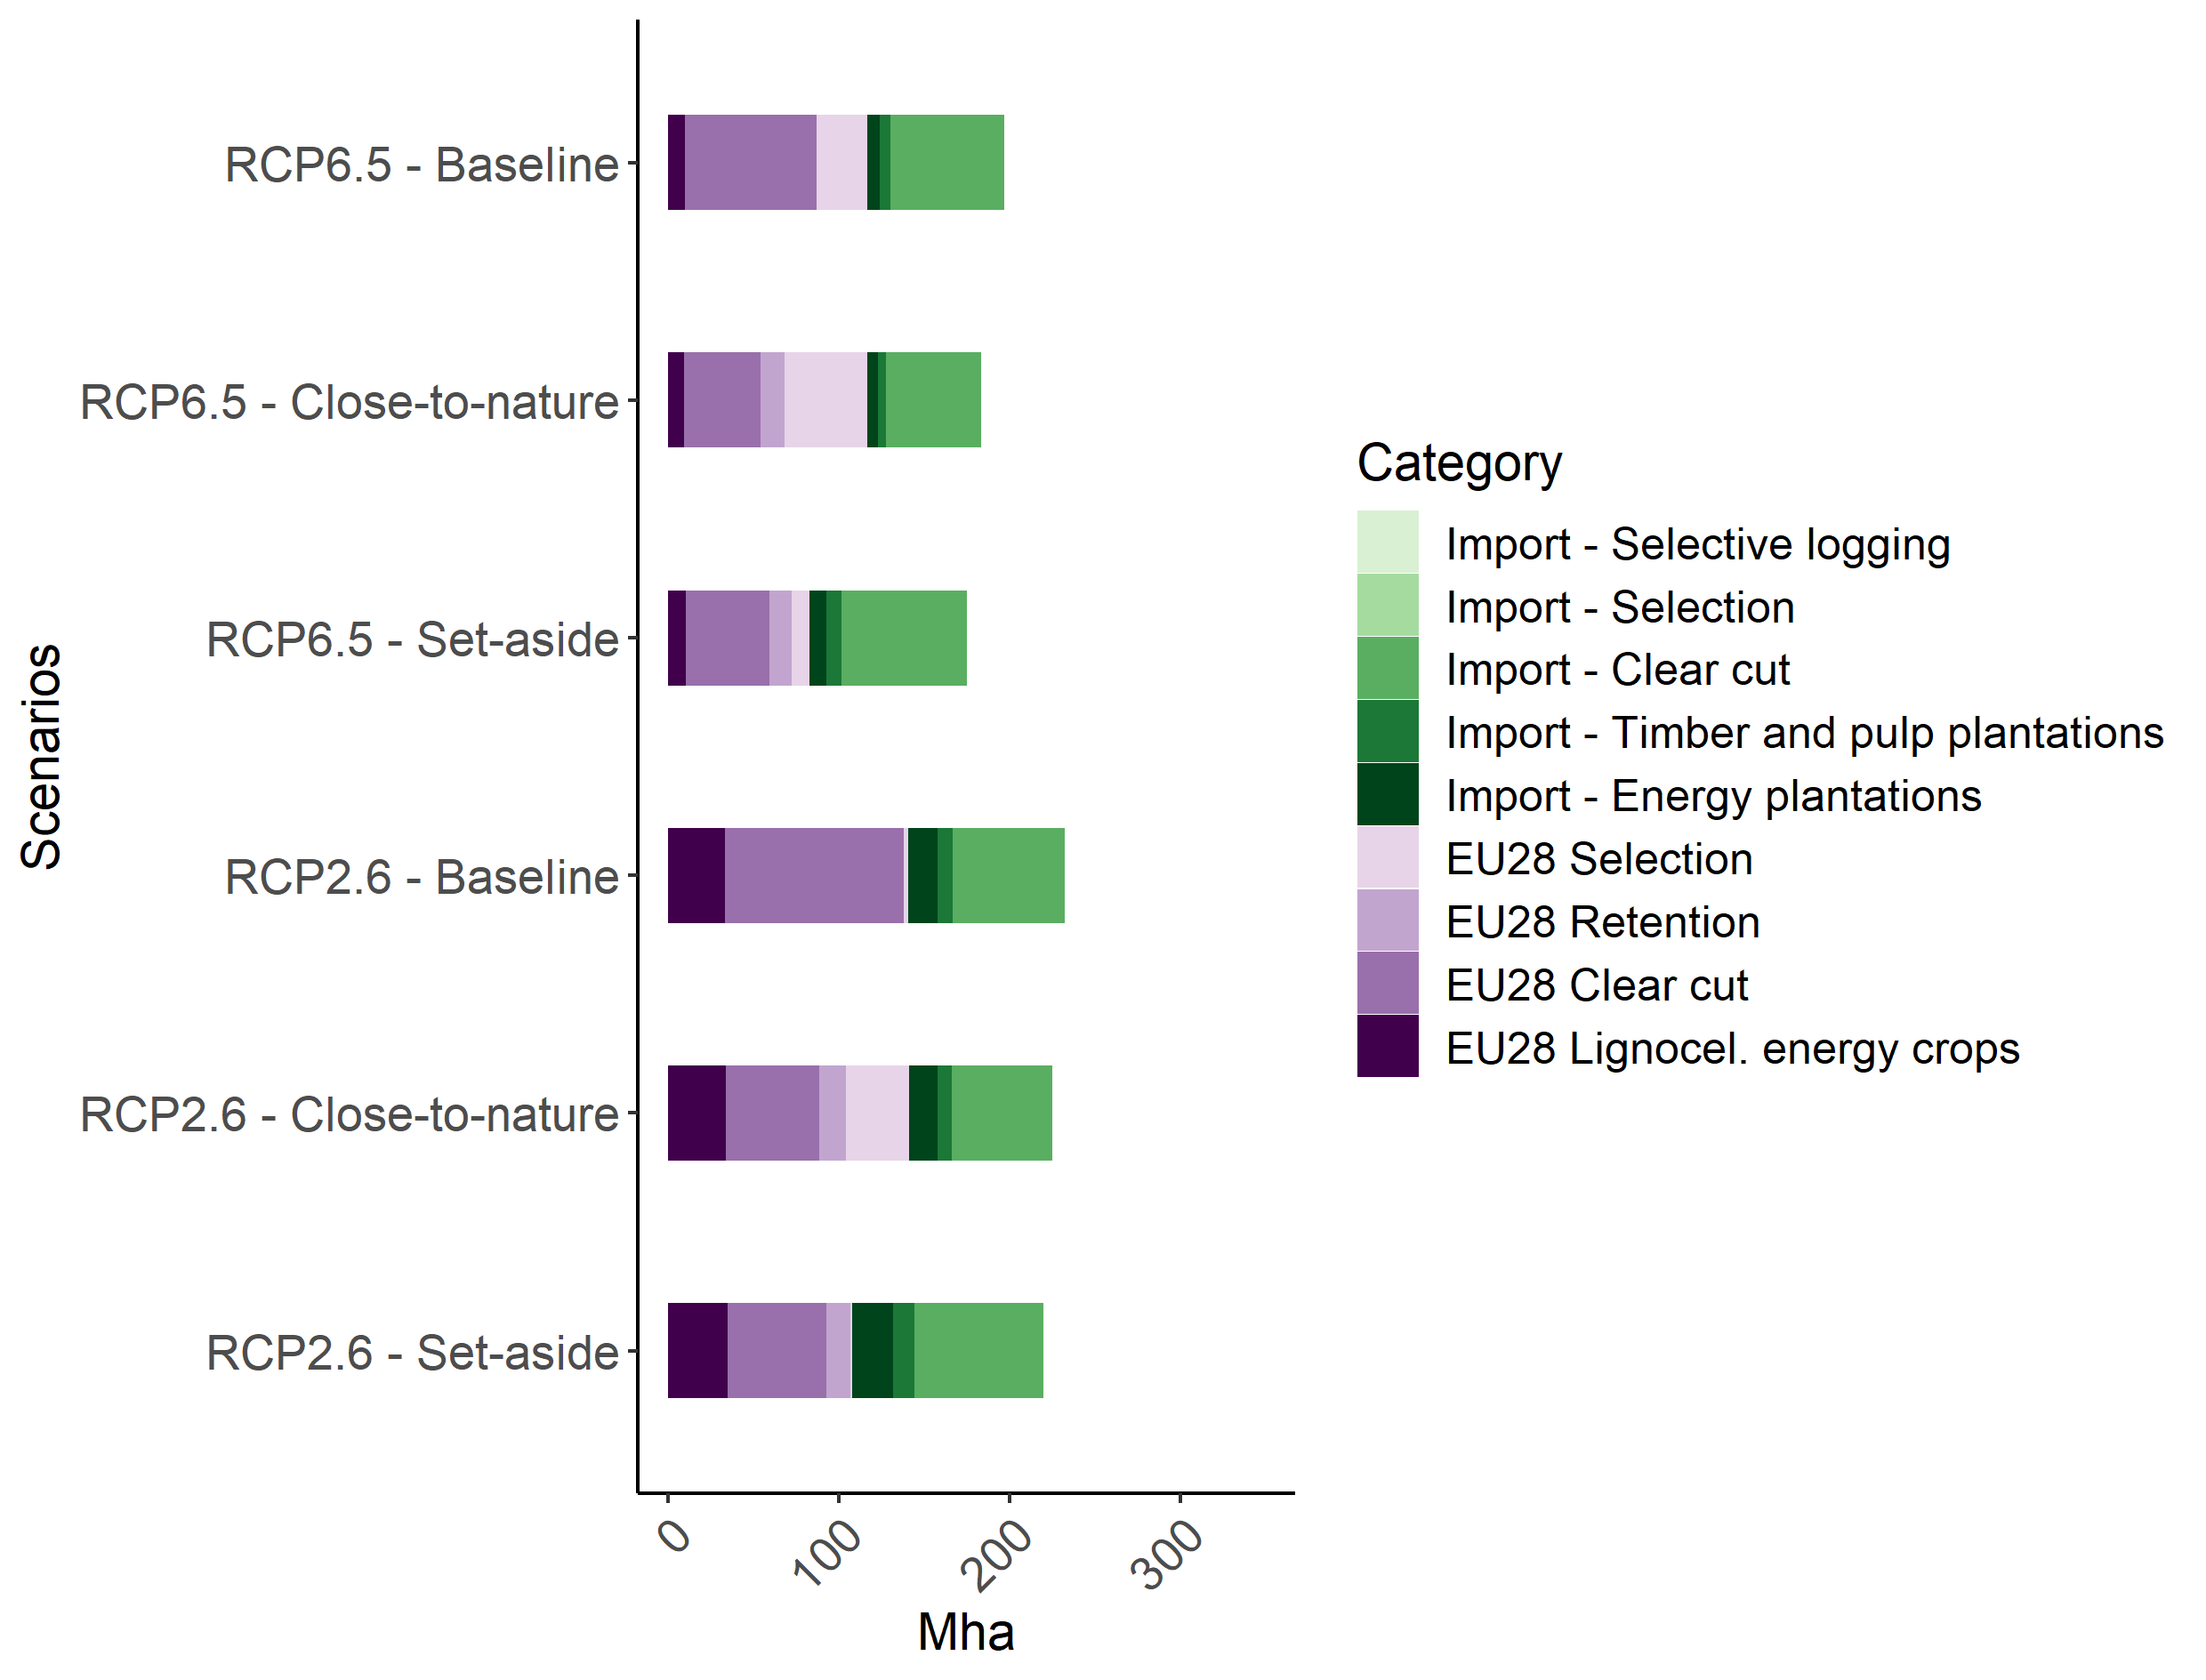 Scenarios
RCP6.5 - Baseline
RCP6.5 - Close-to-nature
RCP6.5 - Set-aside
RCP2.6 - Baseline
RCP2.6 - Close-to-nature
RCP2.6 - Set-aside
0
100
200
300
Mha
Category
Import - Selective logging
Import - Selection
Import - Clear cut
Import - Timber and pulp plantations
Import - Energy plantations
EU28 Selection
EU28 Retention
EU28 Clear cut
EU28 Lignocel. energy crops